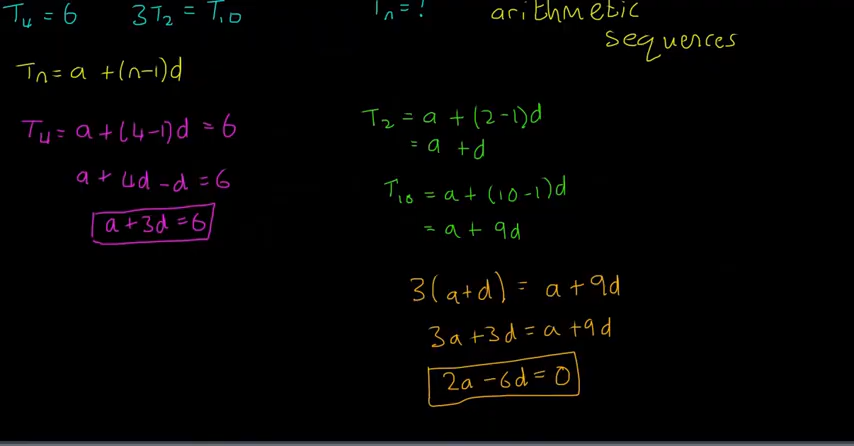 T₄ = 6   3T₂ = T₁₀   Tn = ?   arithmetic
sequences
Tn = a + (n-1)d
T₄ = a + (4-1)d = 6
a + 4d - d = 6
a + 3d = 6
T₂ = a + (2-1)d
= a + d
T₁₀ = a + (10-1)d
= a + 9d
3(a+d) = a + 9d
3a + 3d = a + 9d
2a - 6d = 0